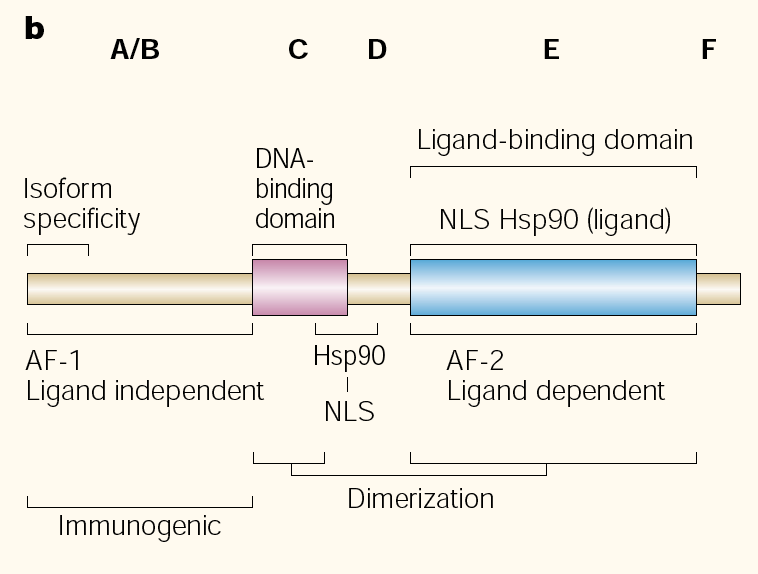 b
A/B C D E F
Ligand-binding domain
DNA-
binding
domain
Isoform
specificity
NLS Hsp90 (ligand)
AF-1
Ligand independent
Hsp90
NLS
AF-2
Ligand dependent
Dimerization
Immunogenic